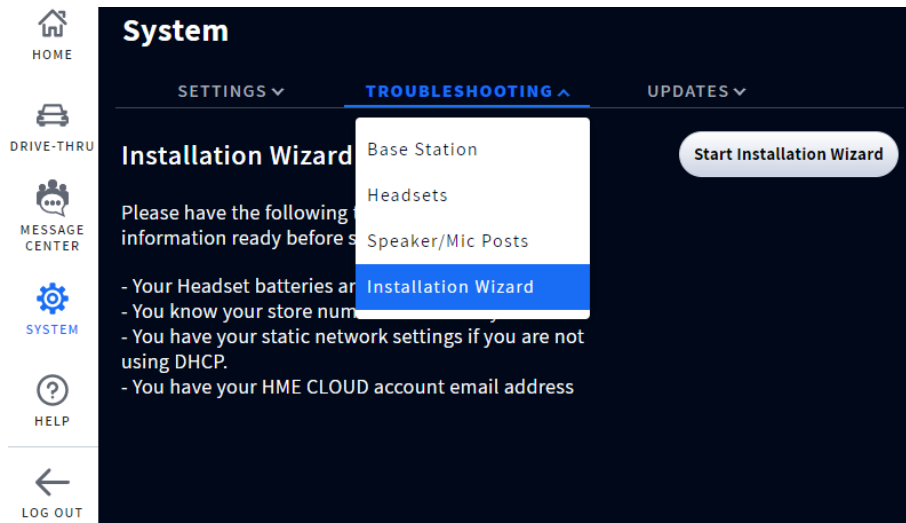 HOME
DRIVE-THRU
MESSAGE
CENTER
SYSTEM
HELP
LOG OUT
System
SETTINGS
TROUBLESHOOTING
UPDATES
Base Station
Headsets
Speaker/Mic Posts
Installation Wizard
Installation Wizard
Start Installation Wizard
Please have the following
information ready before
- Your Headset batteries
- You know your store
- You have your static network settings if you are not
using DHCP.
- You have your HME CLOUD account email address